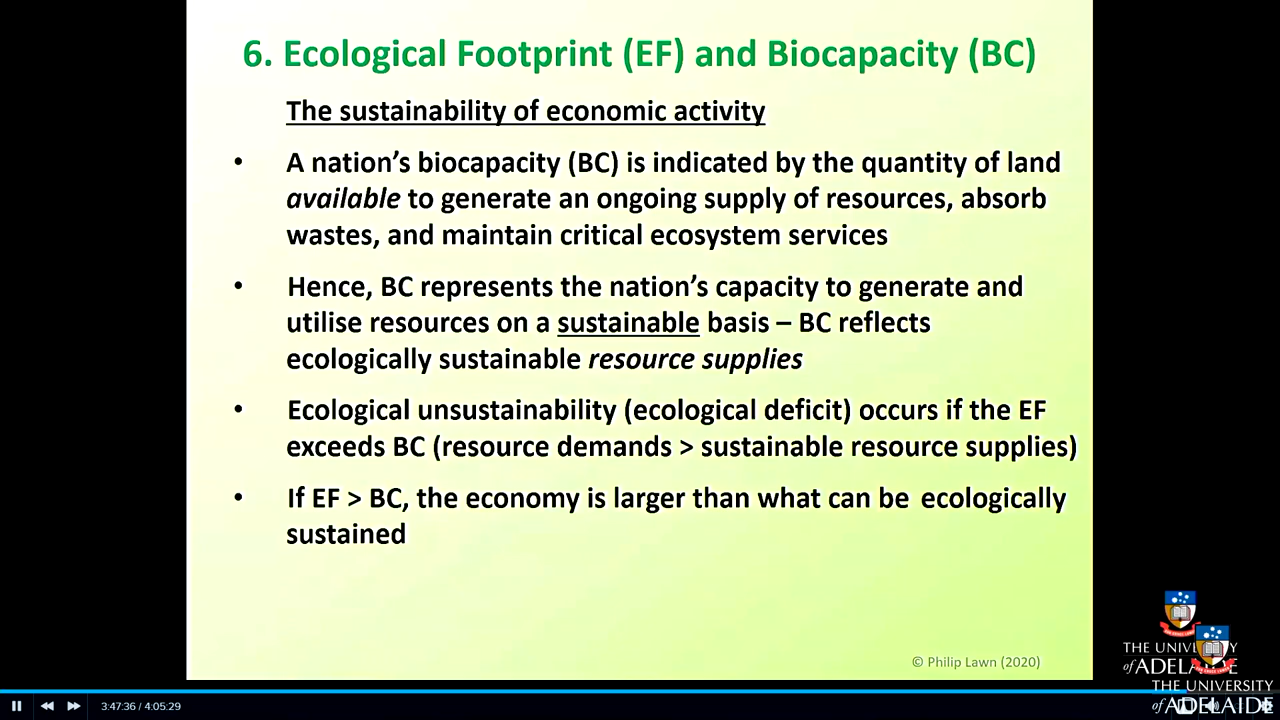 6. Ecological Footprint (EF) and Biocapacity (BC)
The sustainability of economic activity
• A nation's biocapacity (BC) is indicated by the quantity of land
available to generate an ongoing supply of resources, absorb
wastes, and maintain critical ecosystem services
• Hence, BC represents the nation's capacity to generate and
utilise resources on a sustainable basis – BC reflects
ecologically sustainable resource supplies
• Ecological unsustainability (ecological deficit) occurs if the EF
exceeds BC (resource demands > sustainable resource supplies)
• If EF > BC, the economy is larger than what can be ecologically
sustained
© Philip Lawn (2020)
THE UNIVERSITY
of ADELAIDE
THE UNIVERSITY
of ADELAIDE
3:47:36 / 4:05:29